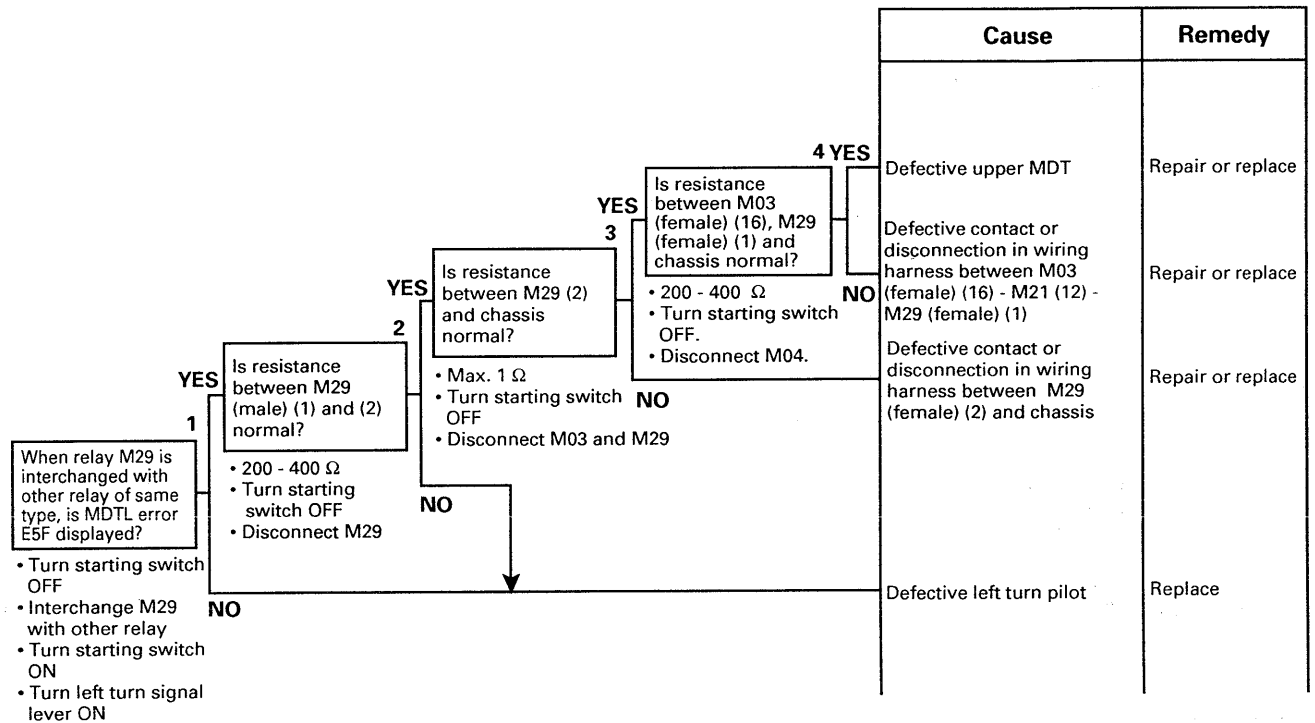 Cause
Remedy
4 YES
Defective upper MDT
Repair or replace
Is resistance
between M03
(female) (16), M29
(female) (1) and
chassis normal?
• 200 - 400 Ω
• Turn starting switch
OFF.
• Disconnect M04.
NO
Defective contact or
disconnection in wiring
harness between M03
(female) (16) - M21 (12) -
M29 (female) (1)
Repair or replace
YES
3
Is resistance
between M29 (2)
and chassis
normal?
• Max. 1 Ω
• Turn starting switch
OFF
• Disconnect M03 and M29
NO
Defective contact or
disconnection in wiring
harness between M29
(female) (2) and chassis
Repair or replace
YES
2
Is resistance
between M29
(male) (1) and (2)
normal?
• 200 - 400 Ω
• Turn starting
switch OFF
• Disconnect M29
NO
YES
1
When relay M29 is
interchanged with
other relay of same
type, is MDTL error
E5F displayed?
• Turn starting switch
OFF
• Interchange M29
with other relay
• Turn starting switch
ON
• Turn left turn signal
lever ON
NO
Defective left turn pilot
Replace